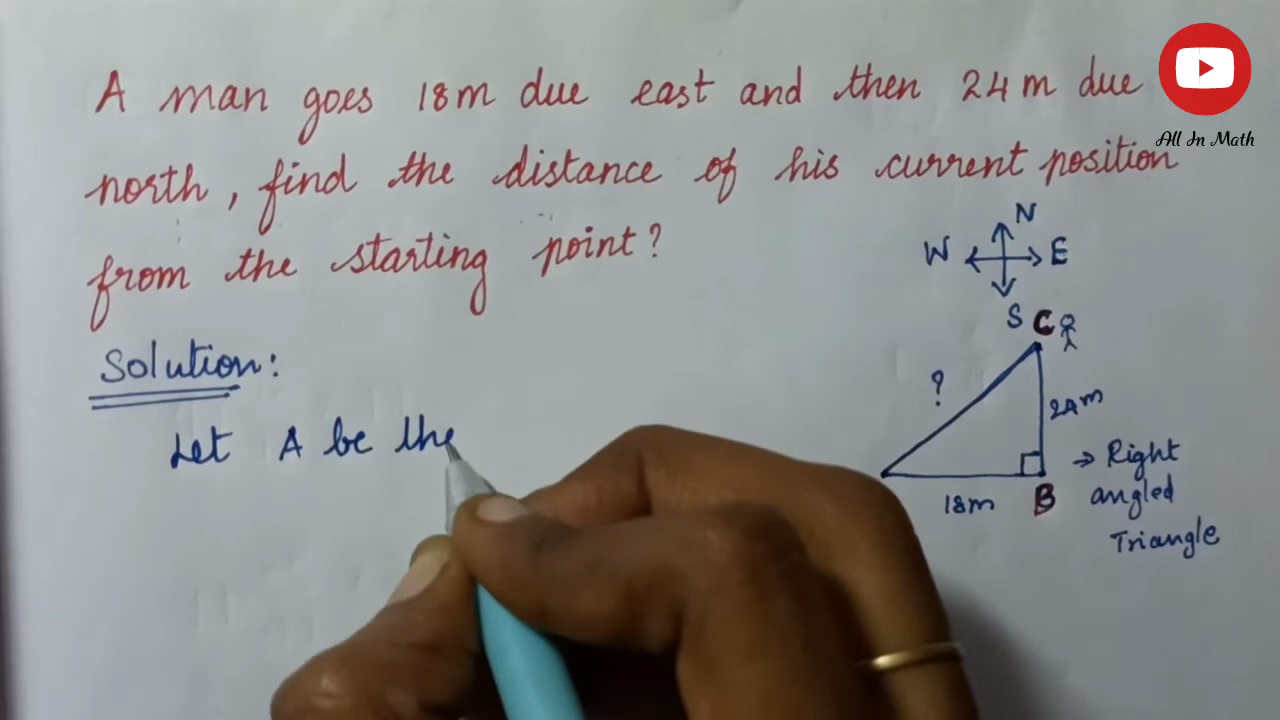 A man goes 18m due east and then 24m due
north, find the distance of his current position
from the starting point?
All In Math
N
W E
S
Solution:
Let A be the
C
?
24m
18m
B
→ Right
angled
Triangle